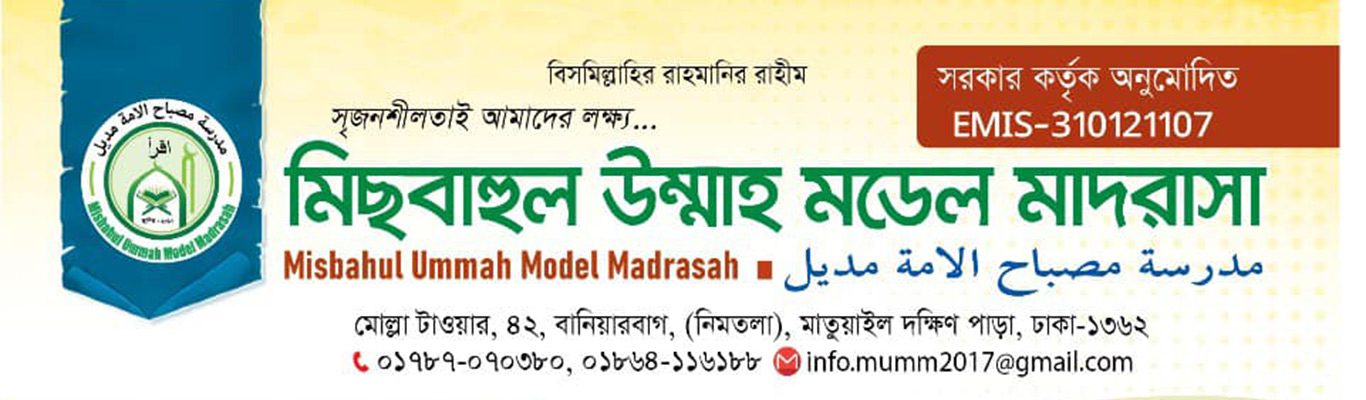 বিসমিল্লাহির রাহমানির রাহীম
সৃজনশীলতাই আমাদের লক্ষ্য...
সরকার কর্তৃক অনুমোদিত
EMIS-310121107
مدرسة مصباح الامة مديل
اقرأ
Misbahul Ummah Model Madrasah
মিছবাহুল উম্মাহ মডেল মাদরাসা
Misbahul Ummah Model Madrasah ■ مدرسة مصباح الامة مديل
মোল্লা টাওয়ার, ৪২, বানিয়ারবাগ, (নিমতলা), মাতুয়াইল দক্ষিণ পাড়া, ঢাকা-১৩৬২
০১৭৮৭-০৭০৩৮০, ০১৮৬৪-১১৬১৮৮ info.mumm2017@gmail.com